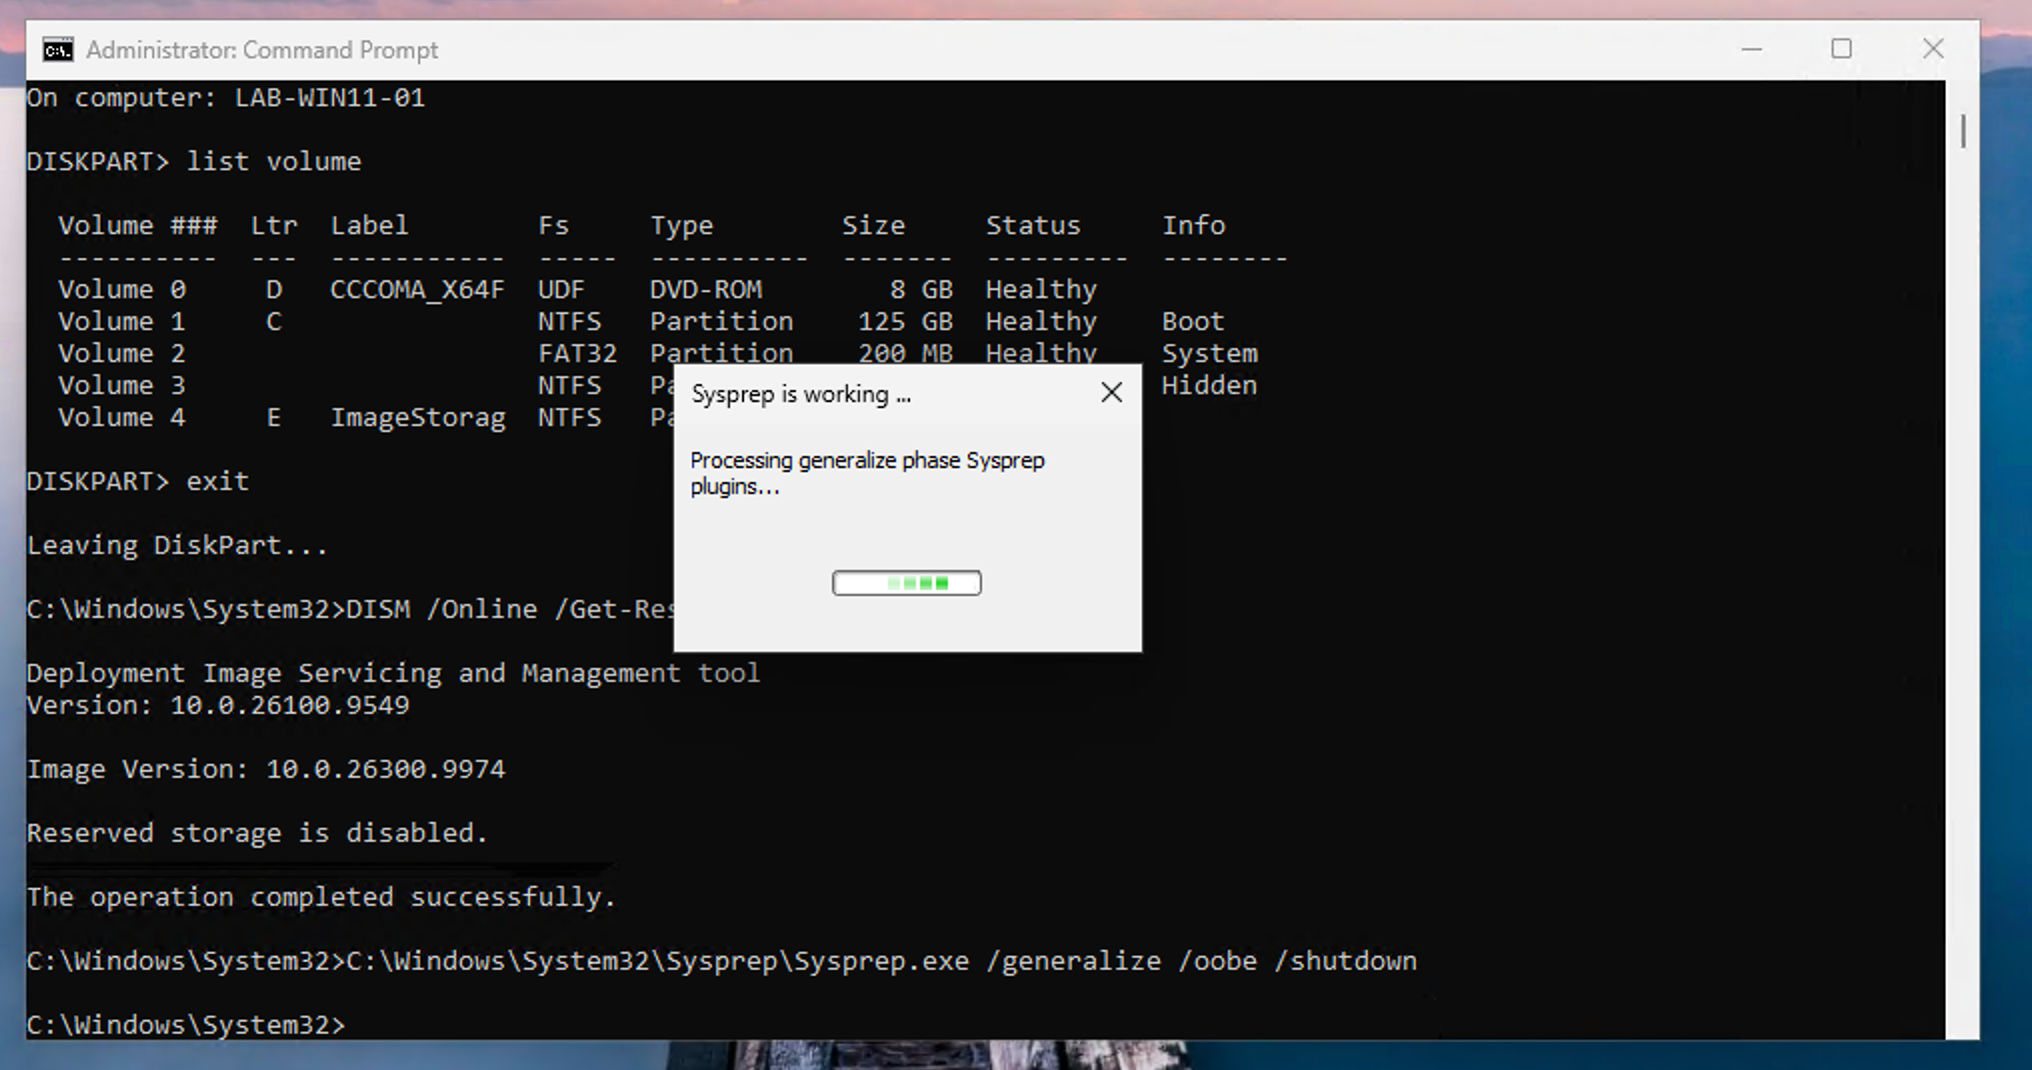 Administrator: Command Prompt
On computer: LAB-WIN11-01
DISKPART> list volume
Volume ### Ltr Label Fs Type Size Status Info
---------- --- ----------- ----- ---------- ------- --------- --------
Volume 0 D CCCOMA_X64F UDF DVD-ROM 8 GB Healthy
Volume 1 C NTFS Partition 125 GB Healthy Boot
Volume 2 FAT32 Partition 200 MB Healthy System
Volume 3 NTFS Pa Hidden
Volume 4 E ImageStorag NTFS Pa
DISKPART> exit
Leaving DiskPart...
C:\Windows\System32>DISM /Online /Get-Res
Deployment Image Servicing and Management tool
Version: 10.0.26100.9549
Image Version: 10.0.26300.9974
Reserved storage is disabled.
The operation completed successfully.
C:\Windows\System32>C:\Windows\System32\Sysprep\Sysprep.exe /generalize /oobe /shutdown
C:\Windows\System32>
Sysprep is working ...
Processing generalize phase Sysprep
plugins...